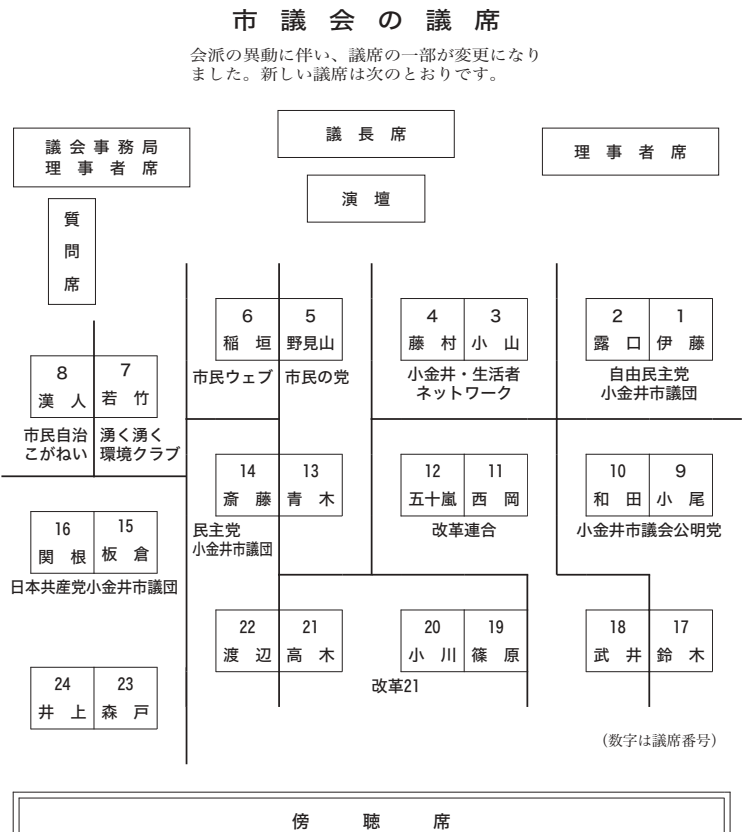 市議会の議席
会派の異動に伴い、議席の一部が変更になり
ました。新しい議席は次のとおりです。
議会事務局
理事者席
議長席
理事者席
演壇
質問席
6 稲垣
5 野見山
市民ウェブ
市民の党
4 藤村
3 小山
小金井・生活者
ネットワーク
2 露口
1 伊藤
自由民主党
小金井市議団
8 漢人
7 若竹
市民自治
こがねい
湧く湧く
環境クラブ
14 斎藤
13 青木
民主党
小金井市議団
12 五十嵐
11 西岡
改革連合
10 和田
9 小尾
小金井市議会公明党
16 関根
15 板倉
日本共産党小金井市議団
22 渡辺
21 高木
20 小川
19 篠原
改革21
18 武井
17 鈴木
24 井上
23 森戸
(数字は議席番号)
傍聴席